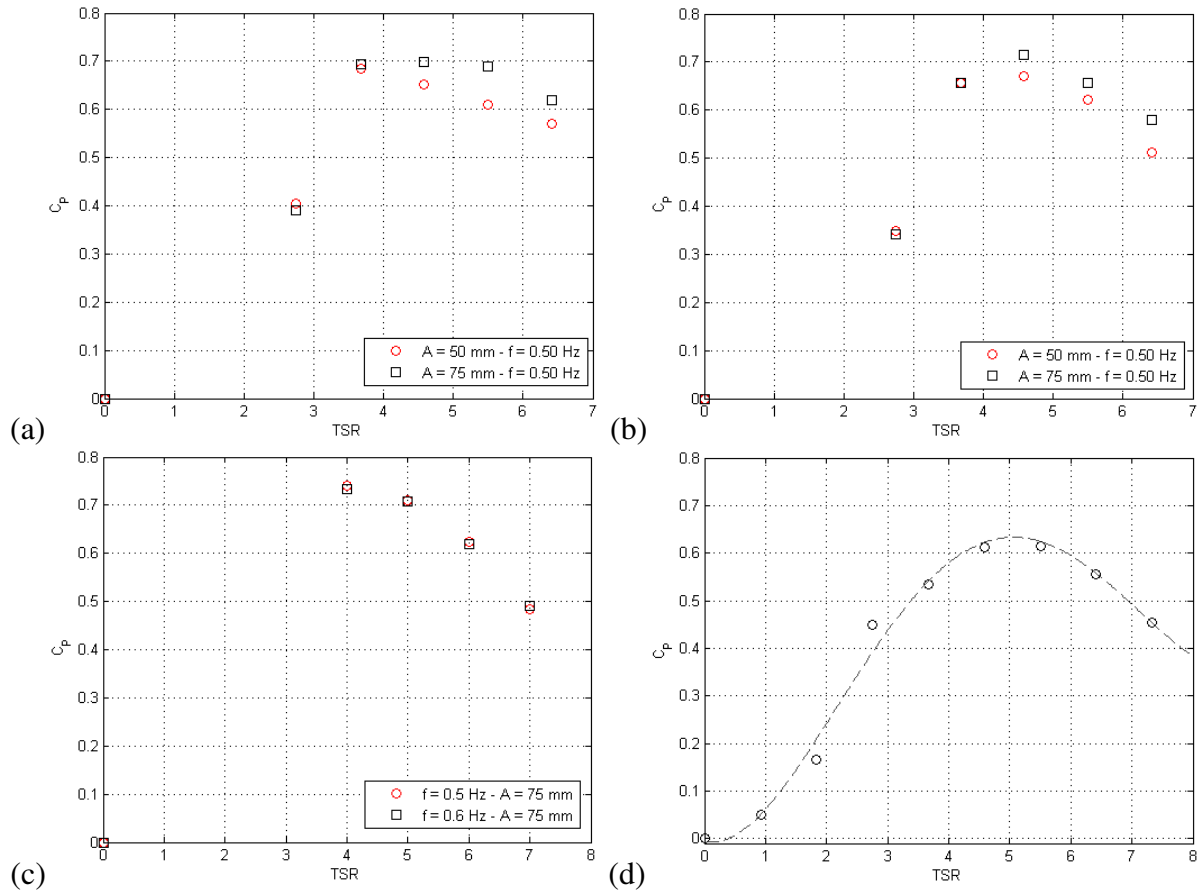 0.8
0.7
0.6
0.5
0.4
0.3
0.2
0.1
0
C_P
0 1 2 3 4 5 6 7
TSR
A = 50 mm - f = 0.50 Hz
A = 75 mm - f = 0.50 Hz
(a)
0.8
0.7
0.6
0.5
0.4
0.3
0.2
0.1
0
C_P
0 1 2 3 4 5 6 7
TSR
A = 50 mm - f = 0.50 Hz
A = 75 mm - f = 0.50 Hz
(b)
0.8
0.7
0.6
0.5
0.4
0.3
0.2
0.1
0
C_P
0 1 2 3 4 5 6 7 8
TSR
f = 0.5 Hz - A = 75 mm
f = 0.6 Hz - A = 75 mm
(c)
0.8
0.7
0.6
0.5
0.4
0.3
0.2
0.1
0
C_P
0 1 2 3 4 5 6 7 8
TSR
(d)